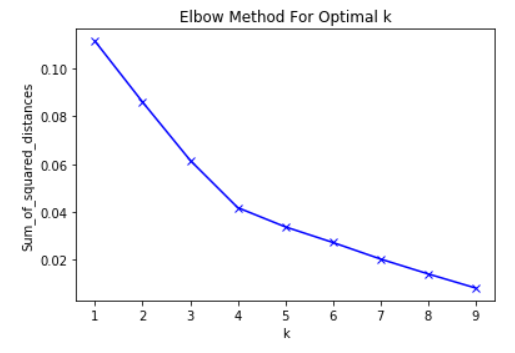 Elbow Method For Optimal k
Sum_of_squared_distances
0.10
0.08
0.06
0.04
0.02
1 2 3 4 5 6 7 8 9
k